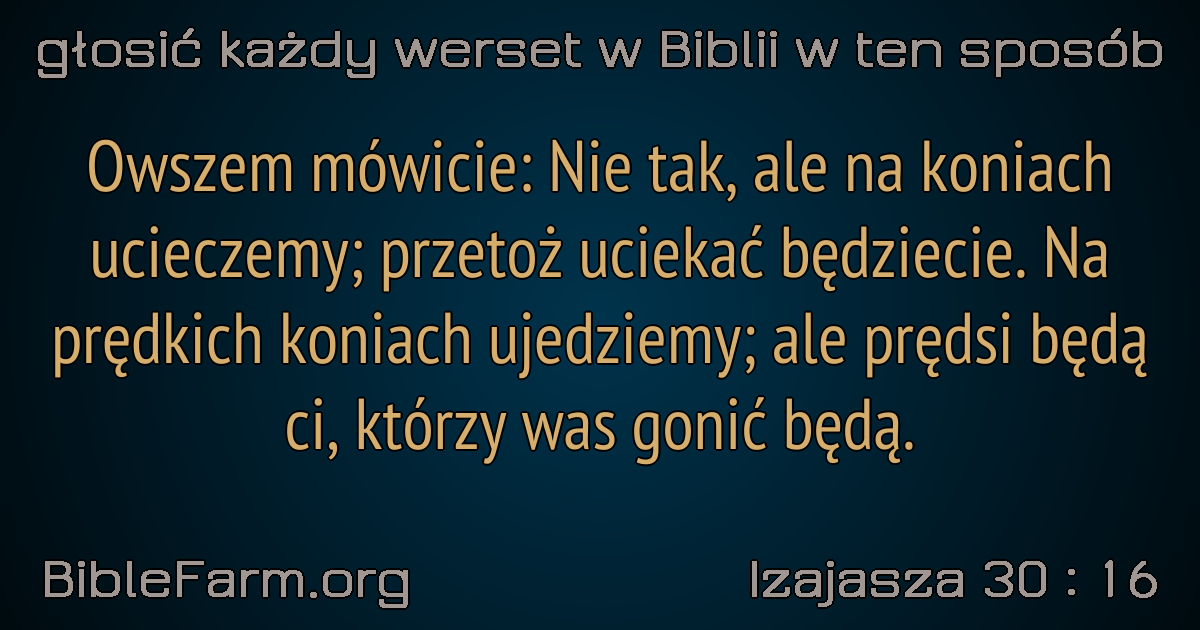 głosić każdy werset w Biblii w ten sposób
Owszem mówicie: Nie tak, ale na koniach
ucieczemy; przetoż uciekać będziecie. Na
prędkich koniach ujedziemy; ale prędsi będą
ci, którzy was gonić będą.
BibleFarm.org
Izajasza 30 : 16